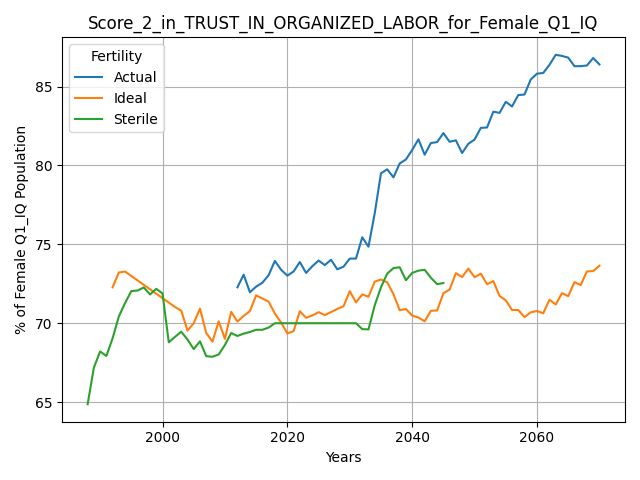 Score_2_in_TRUST_IN_ORGANIZED_LABOR_for_Female_Q1_IQ
Fertility
Actual
Ideal
Sterile
% of Female Q1_IQ Population
85
80
75
70
65
2000
2020
2040
2060
Years